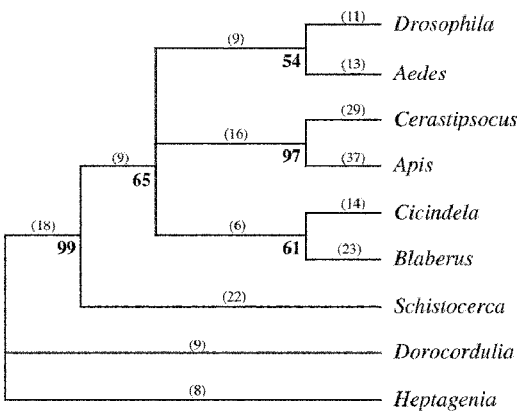 (11) Drosophila
(9)
54
(13) Aedes
(29) Cerastipsocus
(16)
97
(9)
(37) Apis
65
(14) Cicindela
(18)
(6)
99
61
(23) Blaberus
(22) Schistocerca
(9) Dorocordulia
(8) Heptagenia